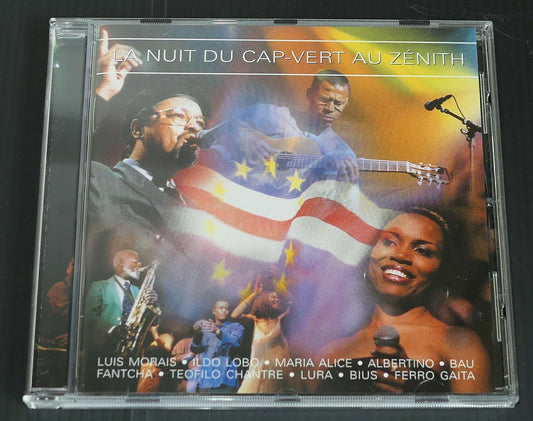 LA NUIT DU CAP-VERT AU ZÉNITH
LUIS MORAIS • ILDO LOBO • MARIA ALICE • ALBERTINO • BAU
FANTCHA • TEOFILO CHANTRE • LURA • BIUS • FERRO GAITA